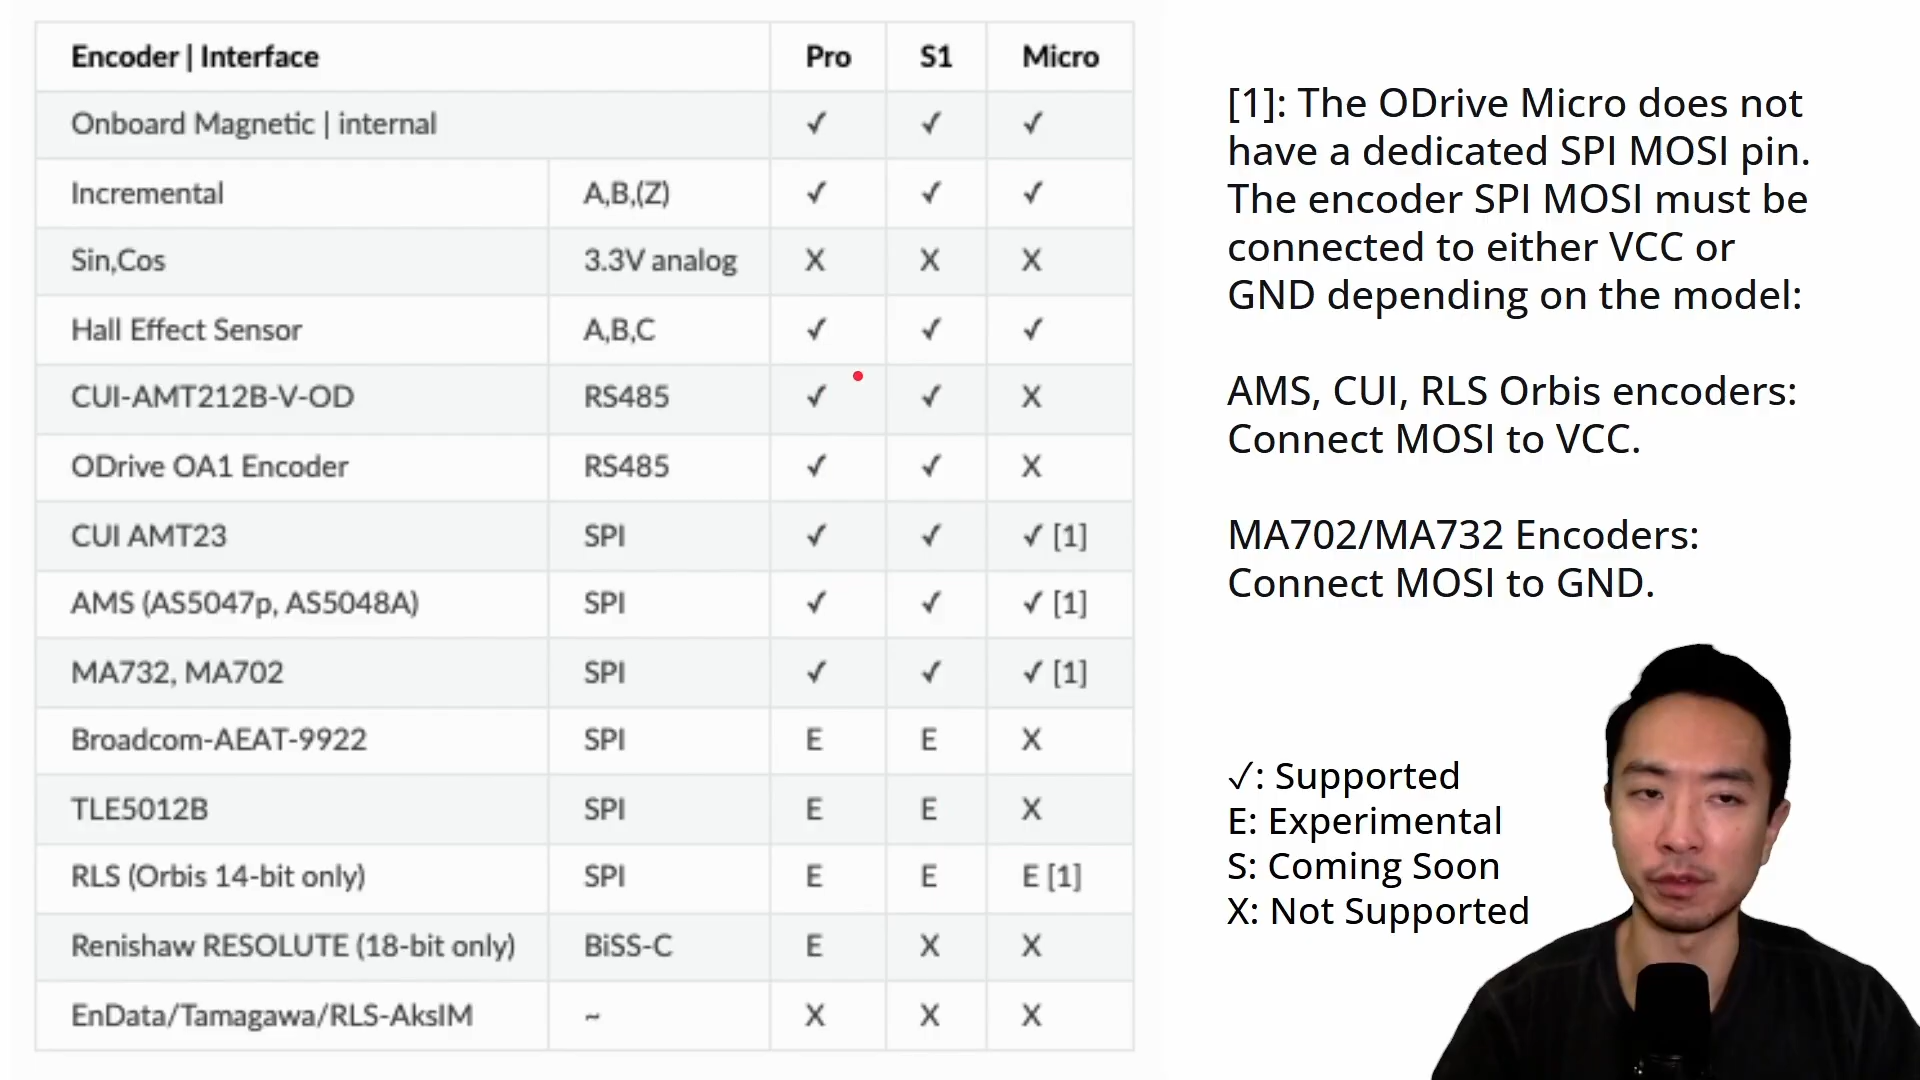 Encoder | Interface Pro S1 Micro
Onboard Magnetic | internal ✓ ✓ ✓
Incremental A,B,(Z) ✓ ✓ ✓
Sin,Cos 3.3V analog X X X
Hall Effect Sensor A,B,C ✓ ✓ ✓
CUI-AMT212B-V-OD RS485 ✓ ✓ X
ODrive OA1 Encoder RS485 ✓ ✓ X
CUI AMT23 SPI ✓ ✓ ✓ [1]
AMS (AS5047p, AS5048A) SPI ✓ ✓ ✓ [1]
MA732, MA702 SPI ✓ ✓ ✓ [1]
Broadcom-AEAT-9922 SPI E E X
TLE5012B SPI E E X
RLS (Orbis 14-bit only) SPI E E E [1]
Renishaw RESOLUTE (18-bit only) BiSS-C E X X
EnData/Tamagawa/RLS-AksIM ~ X X X
[1]: The ODrive Micro does not
have a dedicated SPI MOSI pin.
The encoder SPI MOSI must be
connected to either VCC or
GND depending on the model:
AMS, CUI, RLS Orbis encoders:
Connect MOSI to VCC.
MA702/MA732 Encoders:
Connect MOSI to GND.
✓: Supported
E: Experimental
S: Coming Soon
X: Not Supported